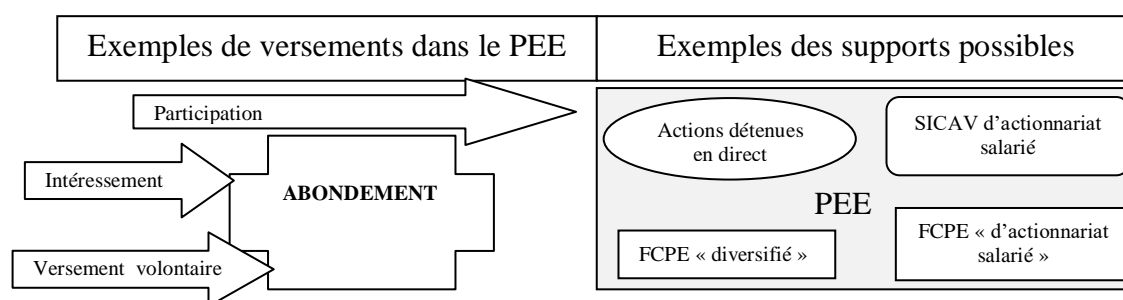 Exemples de versements dans le PEE
Exemples des supports possibles
Participation
Intéressement
ABONDEMENT
Versement volontaire
Actions détenues
en direct
SICAV d'actionnariat
salarié
PEE
FCPE « diversifié »
FCPE « d'actionnariat
salarié »